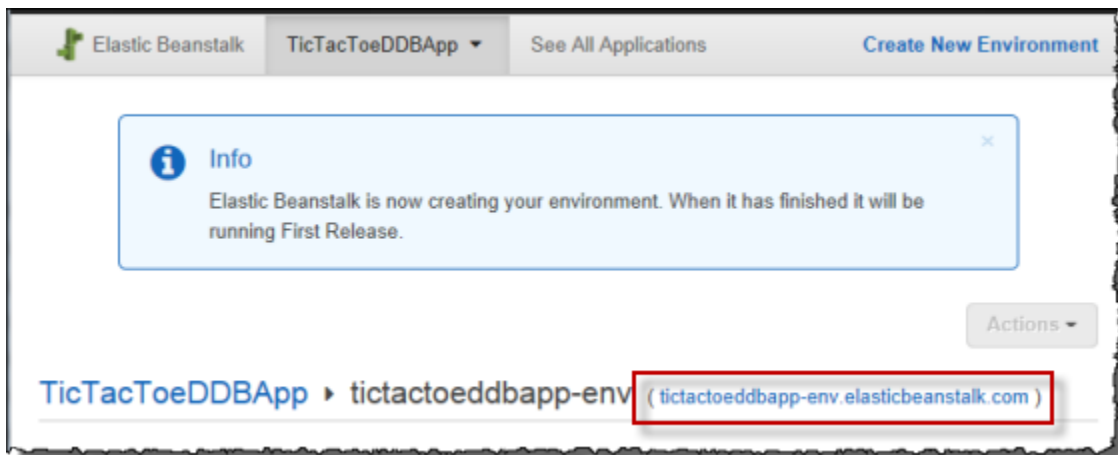 Elastic Beanstalk TicTacToeDDBApp See All Applications Create New Environment
Info
Elastic Beanstalk is now creating your environment. When it has finished it will be
running First Release.
Actions
TicTacToeDDBApp tictactoeddbapp-env ( tictactoeddbapp-env.elasticbeanstalk.com )